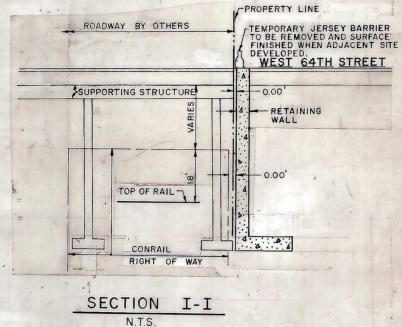 PROPERTY LINE
ROADWAY BY OTHERS
TEMPORARY JERSEY BARRIER
TO BE REMOVED AND SURFACE
FINISHED WHEN ADJACENT SITE
DEVELOPED.
WEST 64TH STREET
SUPPORTING STRUCTURE
0.00'
VARIES
RETAINING
WALL
18'
0.00'
TOP OF RAIL
CONRAIL
RIGHT OF WAY
SECTION I-I
N.T.S.